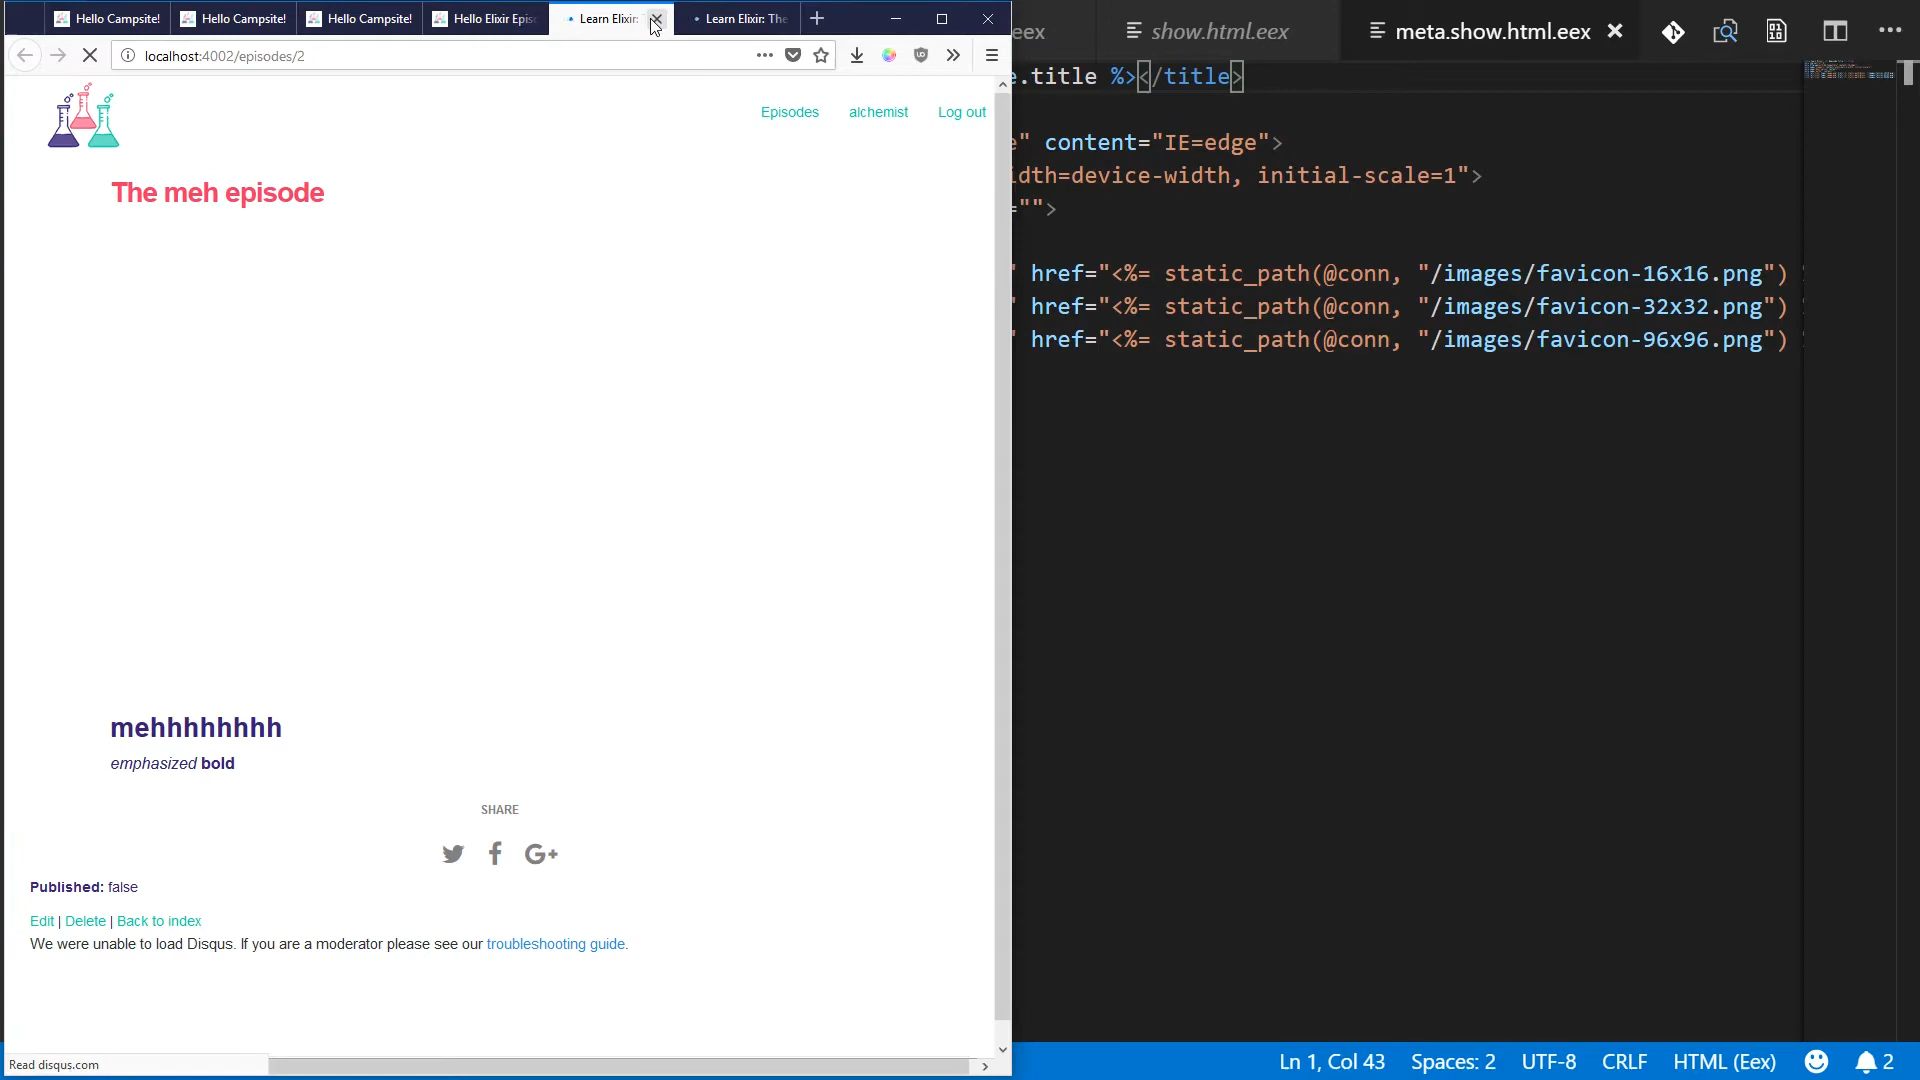 Hello Campsite! Hello Campsite! Hello Campsite! Hello Elixir Epis Learn Elixir: Learn Elixir: The
localhost:4002/episodes/2
Episodes alchemist Log out
The meh episode
mehhhhhhhh
emphasized bold
SHARE
Published: false
Edit | Delete | Back to index
We were unable to load Disqus. If you are a moderator please see our troubleshooting guide.
Read disqus.com
eex show.html.eex meta.show.html.eex
e.title %></title>
e" content="IE=edge">
idth=device-width, initial-scale=1">
="">
" href="<%= static_path(@conn, "/images/favicon-16x16.png")
" href="<%= static_path(@conn, "/images/favicon-32x32.png")
" href="<%= static_path(@conn, "/images/favicon-96x96.png")
Ln 1, Col 43 Spaces: 2 UTF-8 CRLF HTML (Eex) 2